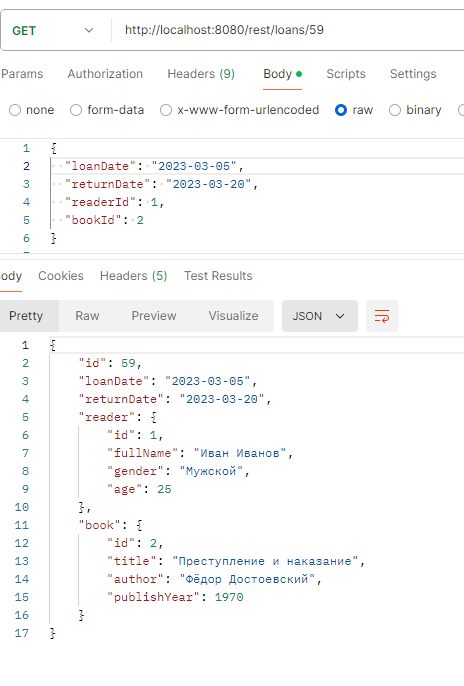 GET http://localhost:8080/rest/loans/59
Params Authorization Headers (9) Body Scripts Settings
none form-data x-www-form-urlencoded raw binary
1 {
2 "loanDate": "2023-03-05",
3 "returnDate": "2023-03-20",
4 "readerId": 1,
5 "bookId": 2
6 }
ody Cookies Headers (5) Test Results
Pretty Raw Preview Visualize JSON
1 {
2 "id": 59,
3 "loanDate": "2023-03-05",
4 "returnDate": "2023-03-20",
5 "reader": {
6 "id": 1,
7 "fullName": "Иван Иванов",
8 "gender": "Мужской",
9 "age": 25
10 },
11 "book": {
12 "id": 2,
13 "title": "Преступление и наказание",
14 "author": "Фёдор Достоевский",
15 "publishYear": 1970
16 }
17 }